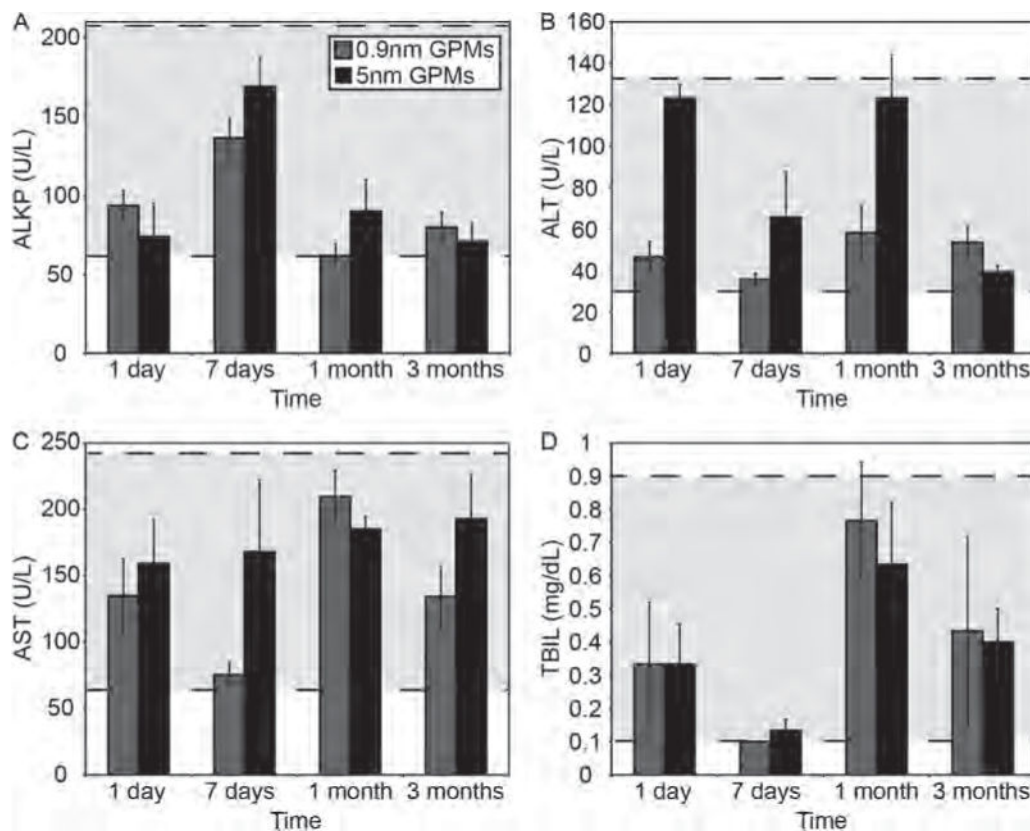 A
ALKP (U/L)
200
150
100
50
0
0.9nm GPMs
5nm GPMs
1 day
7 days
1 month
3 months
Time
B
ALT (U/L)
160
140
120
100
80
60
40
20
0
1 day
7 days
1 month
3 months
Time
C
AST (U/L)
250
200
150
100
50
0
1 day
7 days
1 month
3 months
Time
D
TBIL (mg/dL)
1
0.9
0.8
0.7
0.6
0.5
0.4
0.3
0.2
0.1
0
1 day
7 days
1 month
3 months
Time